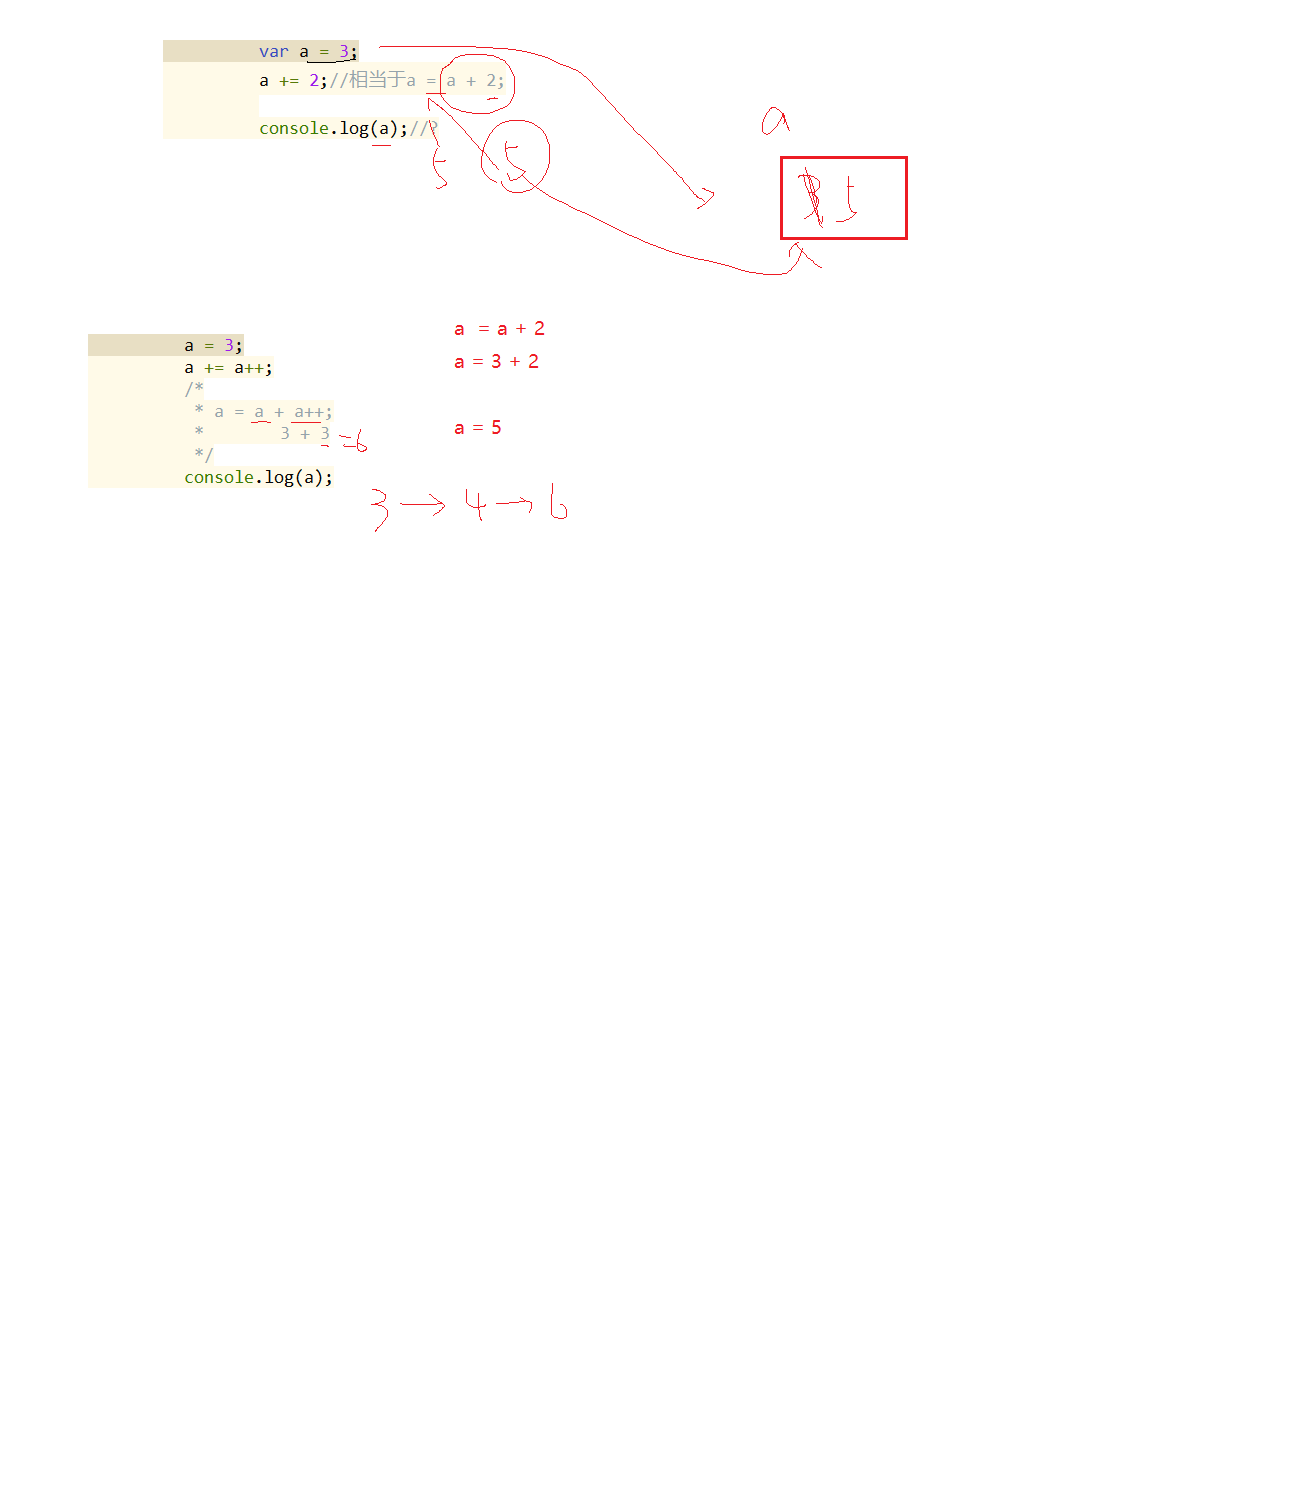 var a = 3;
a += 2;//相当于a = a + 2;
console.log(a);//?
5
5
a
3 5
a = 3;
a += a++;
/*
* a = a + a++;
* 3 + 3 =6
*/
console.log(a);
3 → 4 → 6
a = a + 2
a = 3 + 2
a = 5